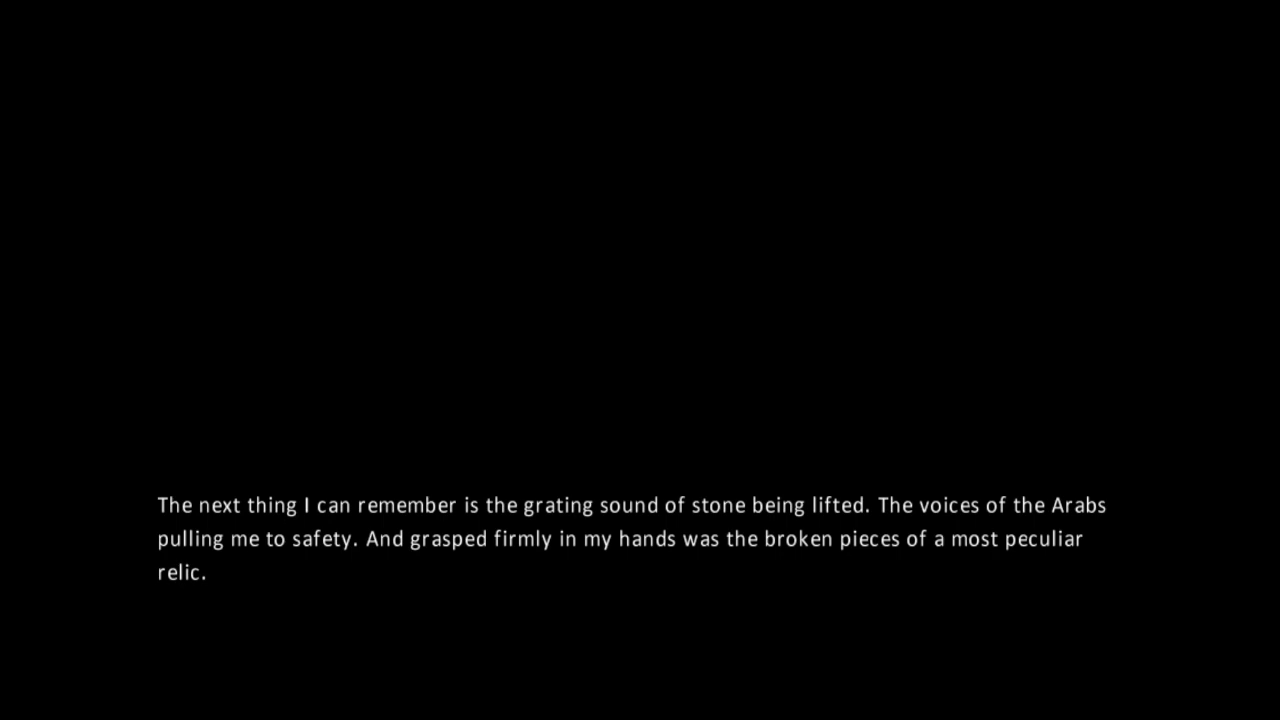 The next thing I can remember is the grating sound of stone being lifted. The voices of the Arabs
pulling me to safety. And grasped firmly in my hands was the broken pieces of a most peculiar
relic.